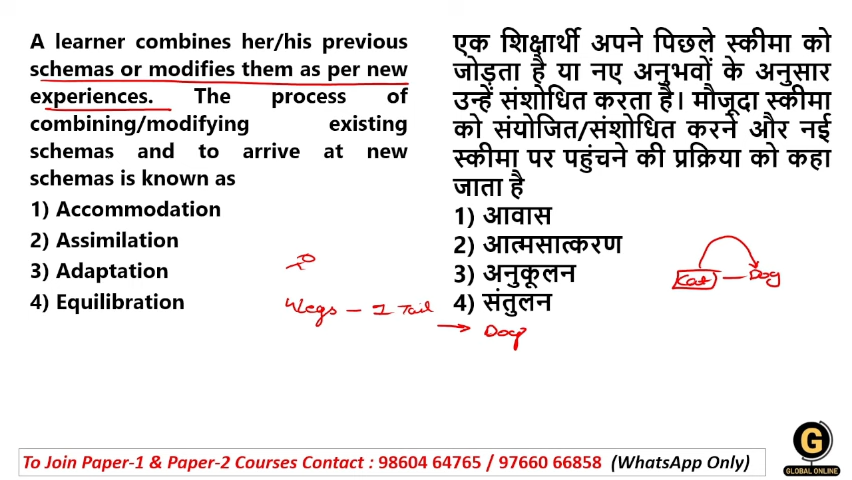 A learner combines her/his previous
schemas or modifies them as per new
experiences. The process of
combining/modifying existing
schemas and to arrive at new
schemas is known as
1) Accommodation
2) Assimilation
3) Adaptation
4) Equilibration
एक शिक्षार्थी अपने पिछले स्कीमा को
जोड़ता है या नए अनुभवों के अनुसार
उन्हें संशोधित करता है। मौजूदा स्कीमा
को संयोजित/संशोधित करने और नई
स्कीमा पर पहुंचने की प्रक्रिया को कहा
जाता है
1) आवास
2) आत्मसात्करण
3) अनुकूलन
4) संतुलन
Cat — Dog
— 1 Tail
Dog
G
GLOBAL ONLINE
To Join Paper-1 & Paper-2 Courses Contact : 98604 64765 / 97660 66858 (WhatsApp Only)